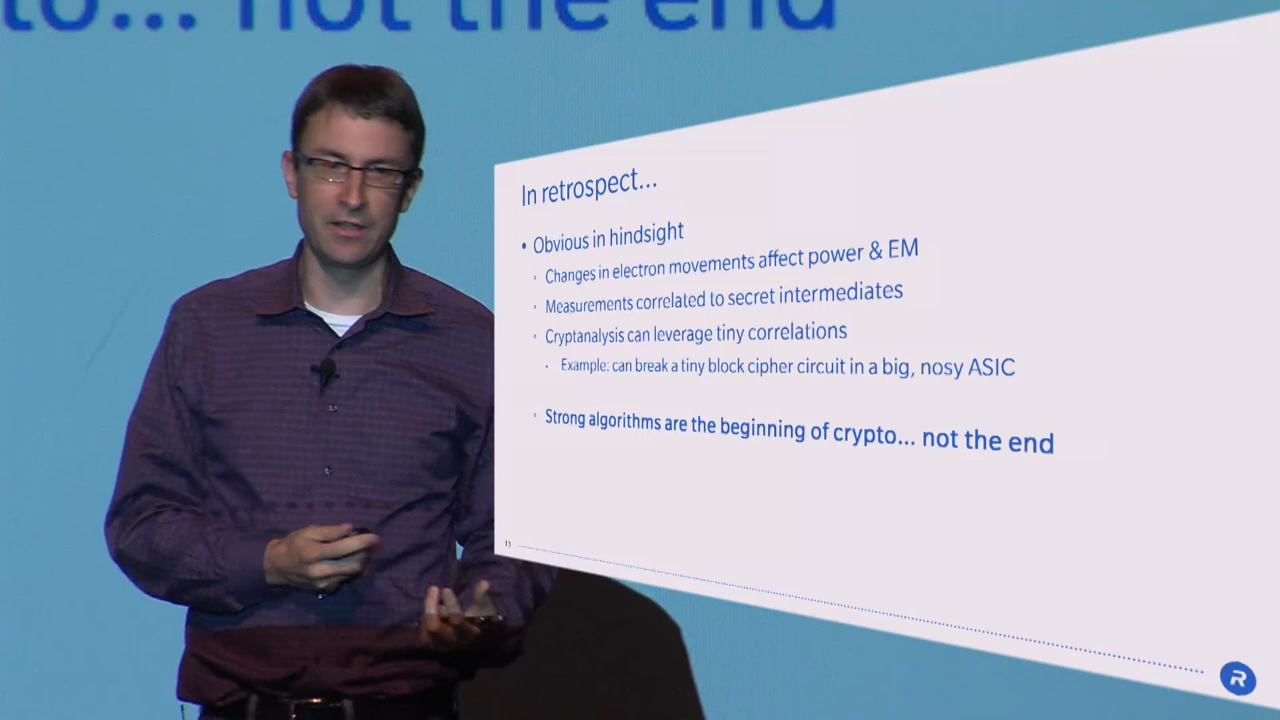 to... not the end
In retrospect...
• Obvious in hindsight
▫ Changes in electron movements affect power & EM
▫ Measurements correlated to secret intermediates
▫ Cryptanalysis can leverage tiny correlations
• Example: can break a tiny block cipher circuit in a big, nosy ASIC
▫ Strong algorithms are the beginning of crypto... not the end
13
R